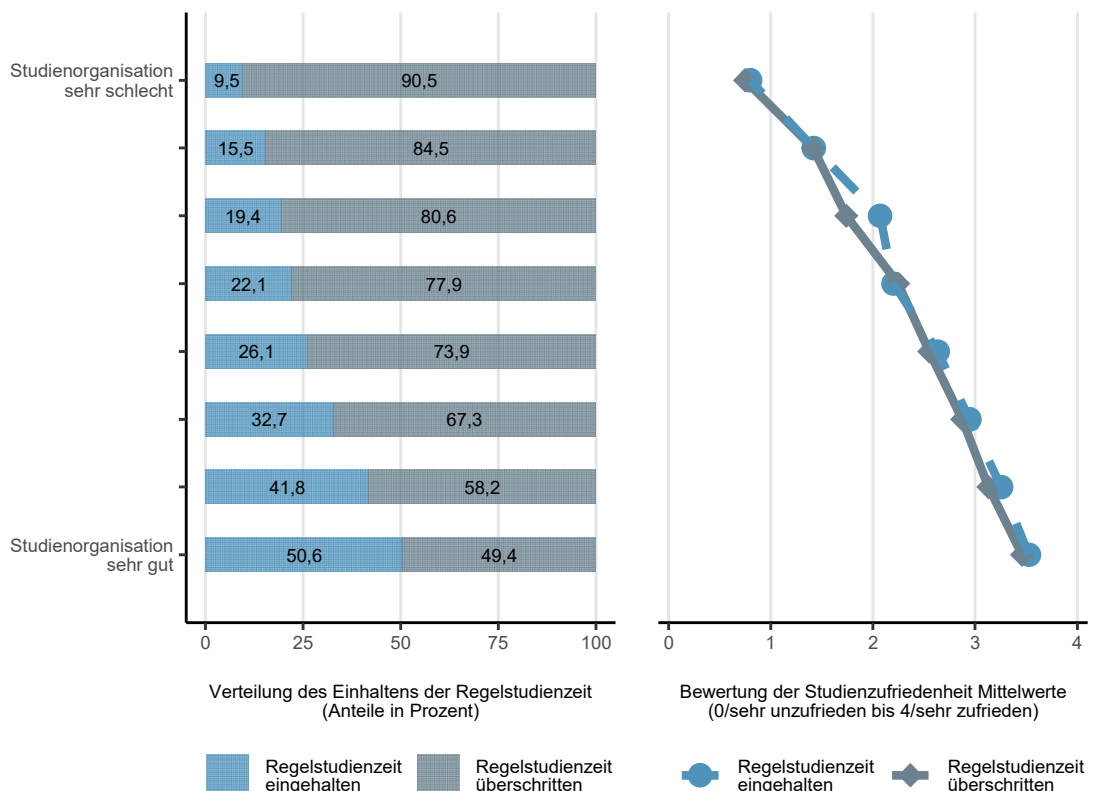 Studienorganisation
sehr schlecht
9,5 90,5
15,5 84,5
19,4 80,6
22,1 77,9
26,1 73,9
32,7 67,3
41,8 58,2
Studienorganisation
sehr gut
50,6 49,4
0 25 50 75 100
0 1 2 3 4
Verteilung des Einhaltens der Regelstudienzeit
(Anteile in Prozent)
Bewertung der Studienzufriedenheit Mittelwerte
(0/sehr unzufrieden bis 4/sehr zufrieden)
Regelstudienzeit
eingehalten
Regelstudienzeit
überschritten
Regelstudienzeit
eingehalten
Regelstudienzeit
überschritten